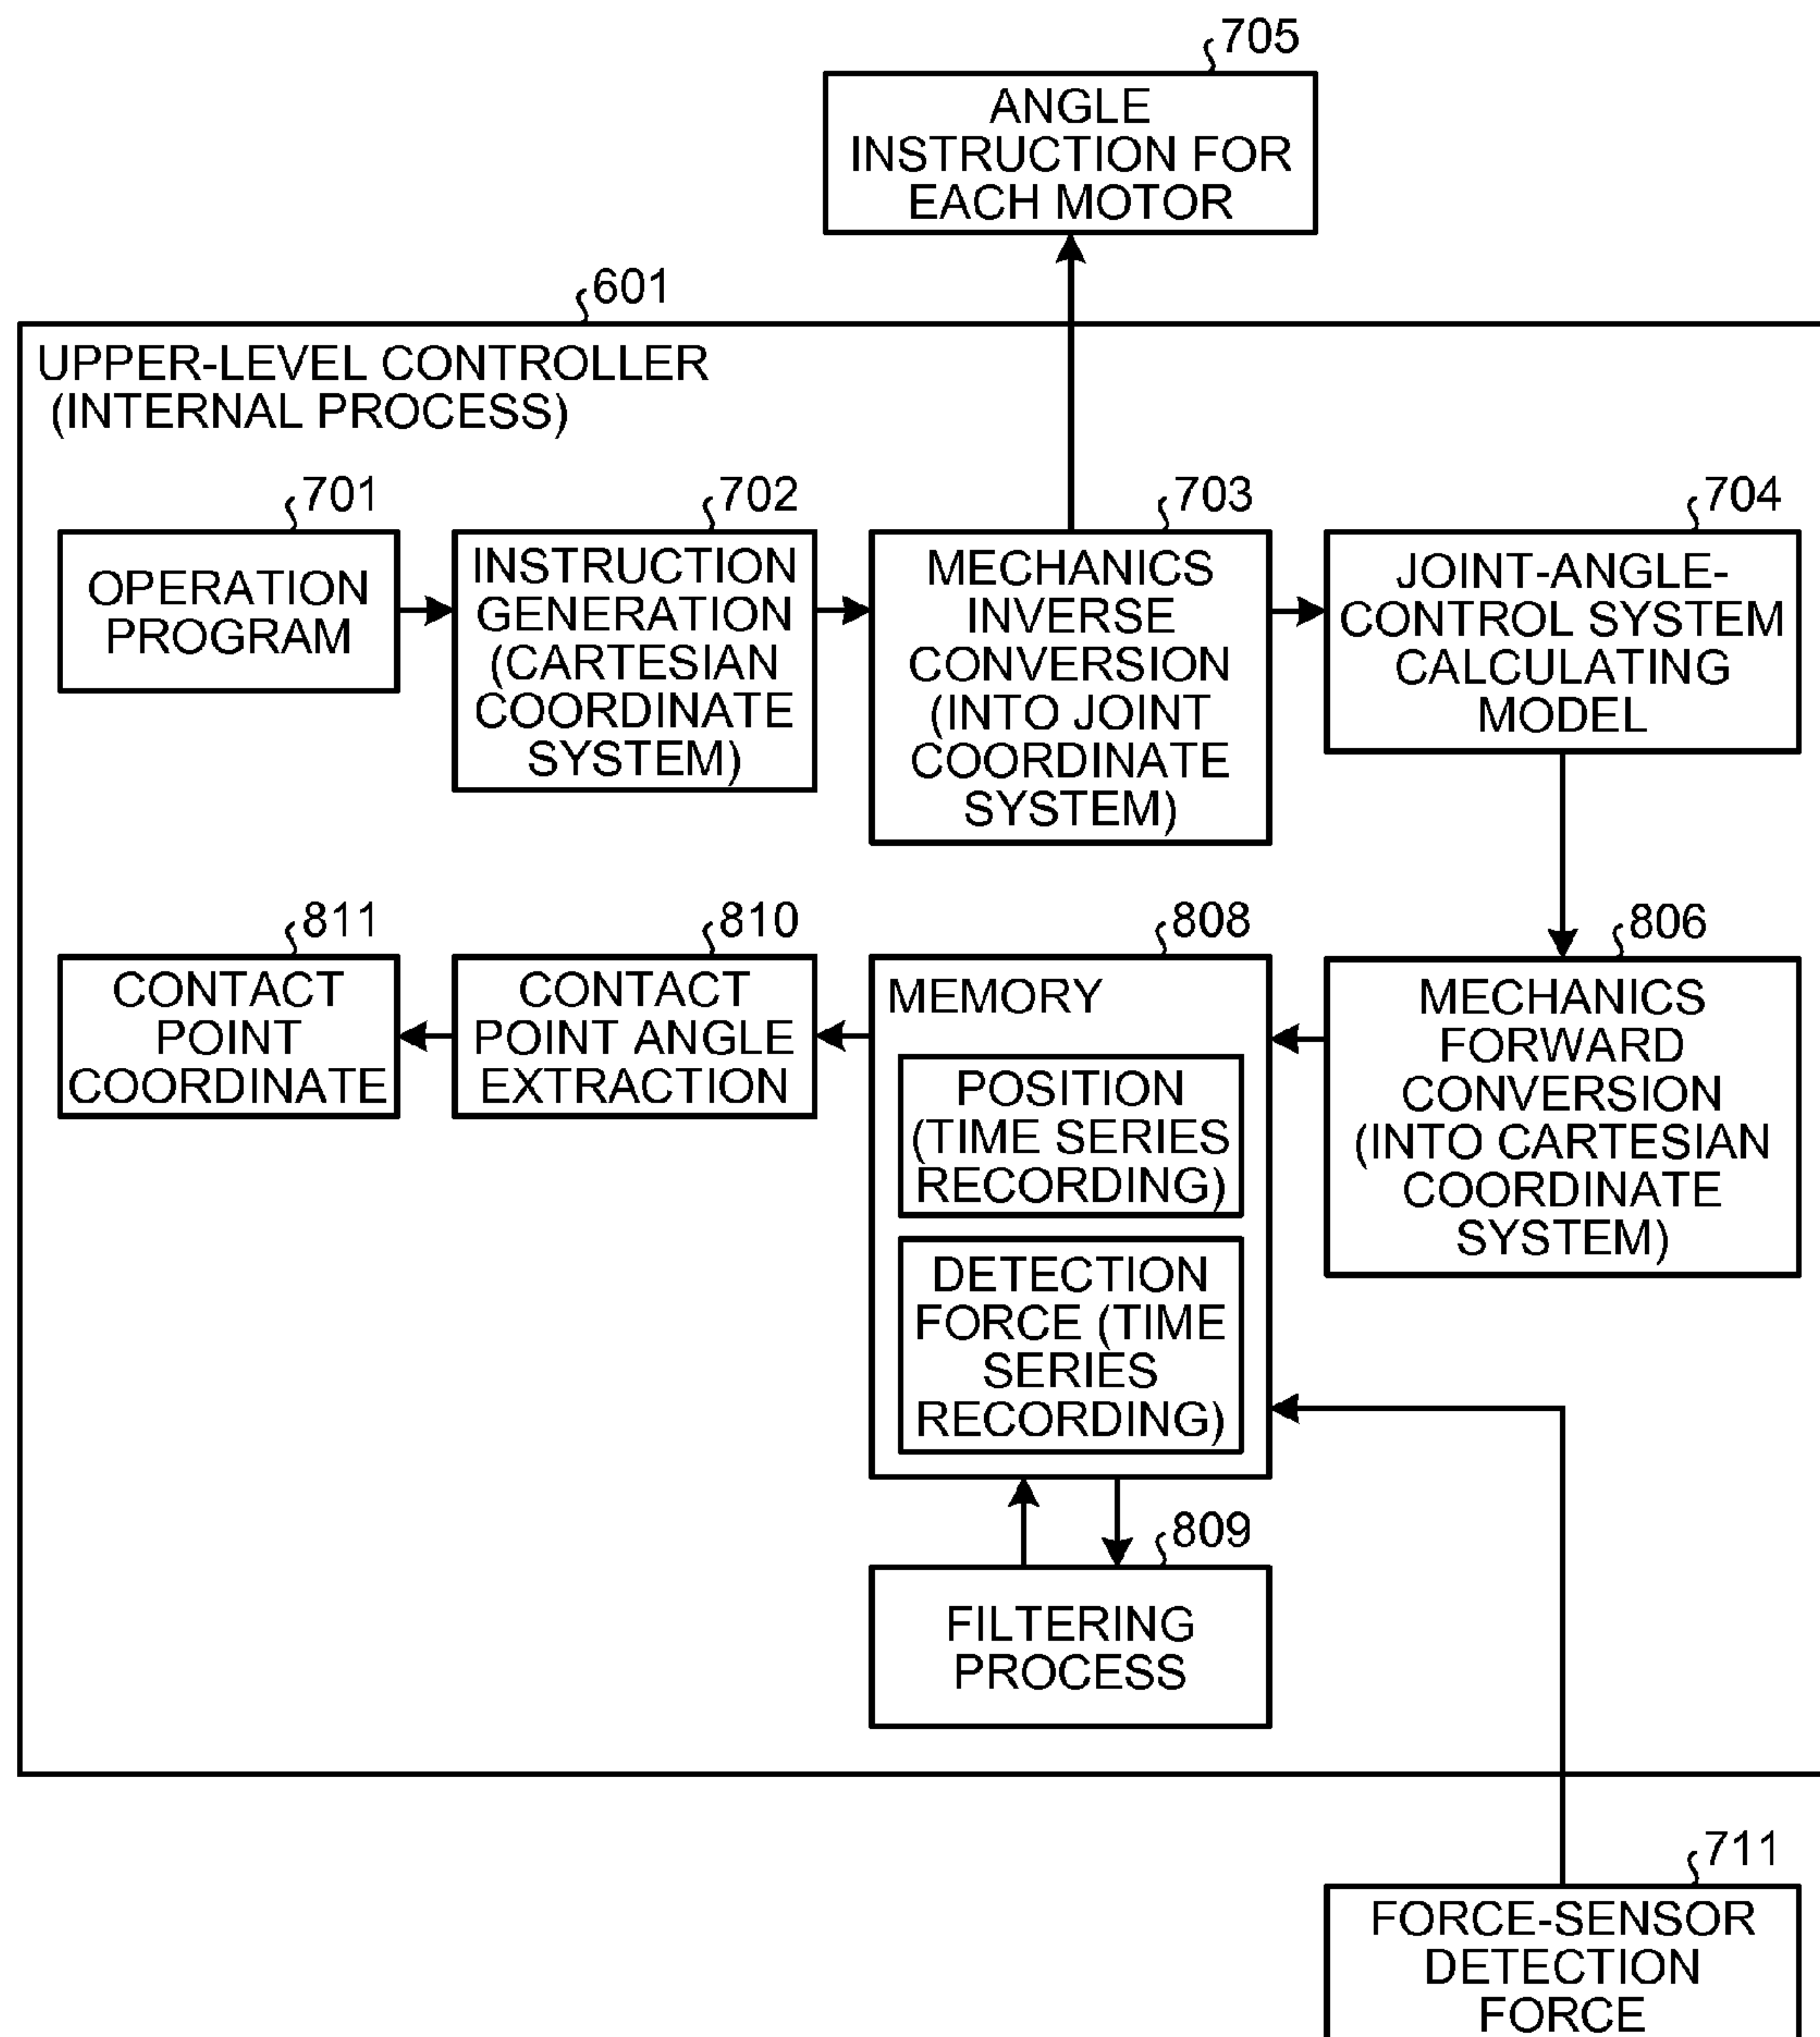 705
ANGLE
INSTRUCTION FOR
EACH MOTOR
601
UPPER-LEVEL CONTROLLER
(INTERNAL PROCESS)
701
OPERATION
PROGRAM
702
INSTRUCTION
GENERATION
(CARTESIAN
COORDINATE
SYSTEM)
703
MECHANICS
INVERSE
CONVERSION
(INTO JOINT
COORDINATE
SYSTEM)
704
JOINT-ANGLE-
CONTROL SYSTEM
CALCULATING
MODEL
811
CONTACT
POINT
COORDINATE
810
CONTACT
POINT ANGLE
EXTRACTION
808
MEMORY
POSITION
(TIME SERIES
RECORDING)
DETECTION
FORCE (TIME
SERIES
RECORDING)
806
MECHANICS
FORWARD
CONVERSION
(INTO CARTESIAN
COORDINATE
SYSTEM)
809
FILTERING
PROCESS
711
FORCE-SENSOR
DETECTION
FORCE